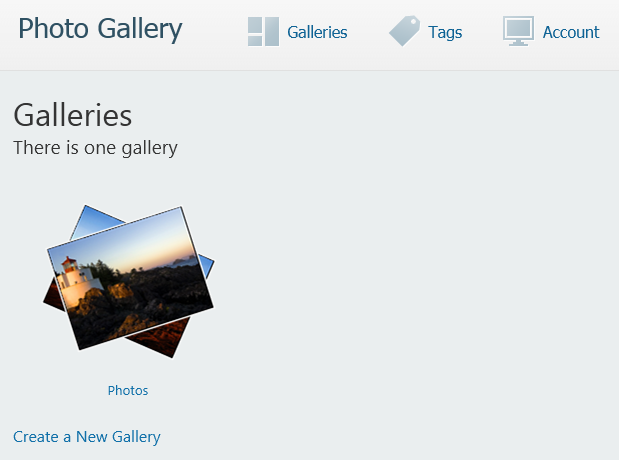 Photo Gallery
Galleries
Tags
Account
Galleries
There is one gallery
Photos
Create a New Gallery